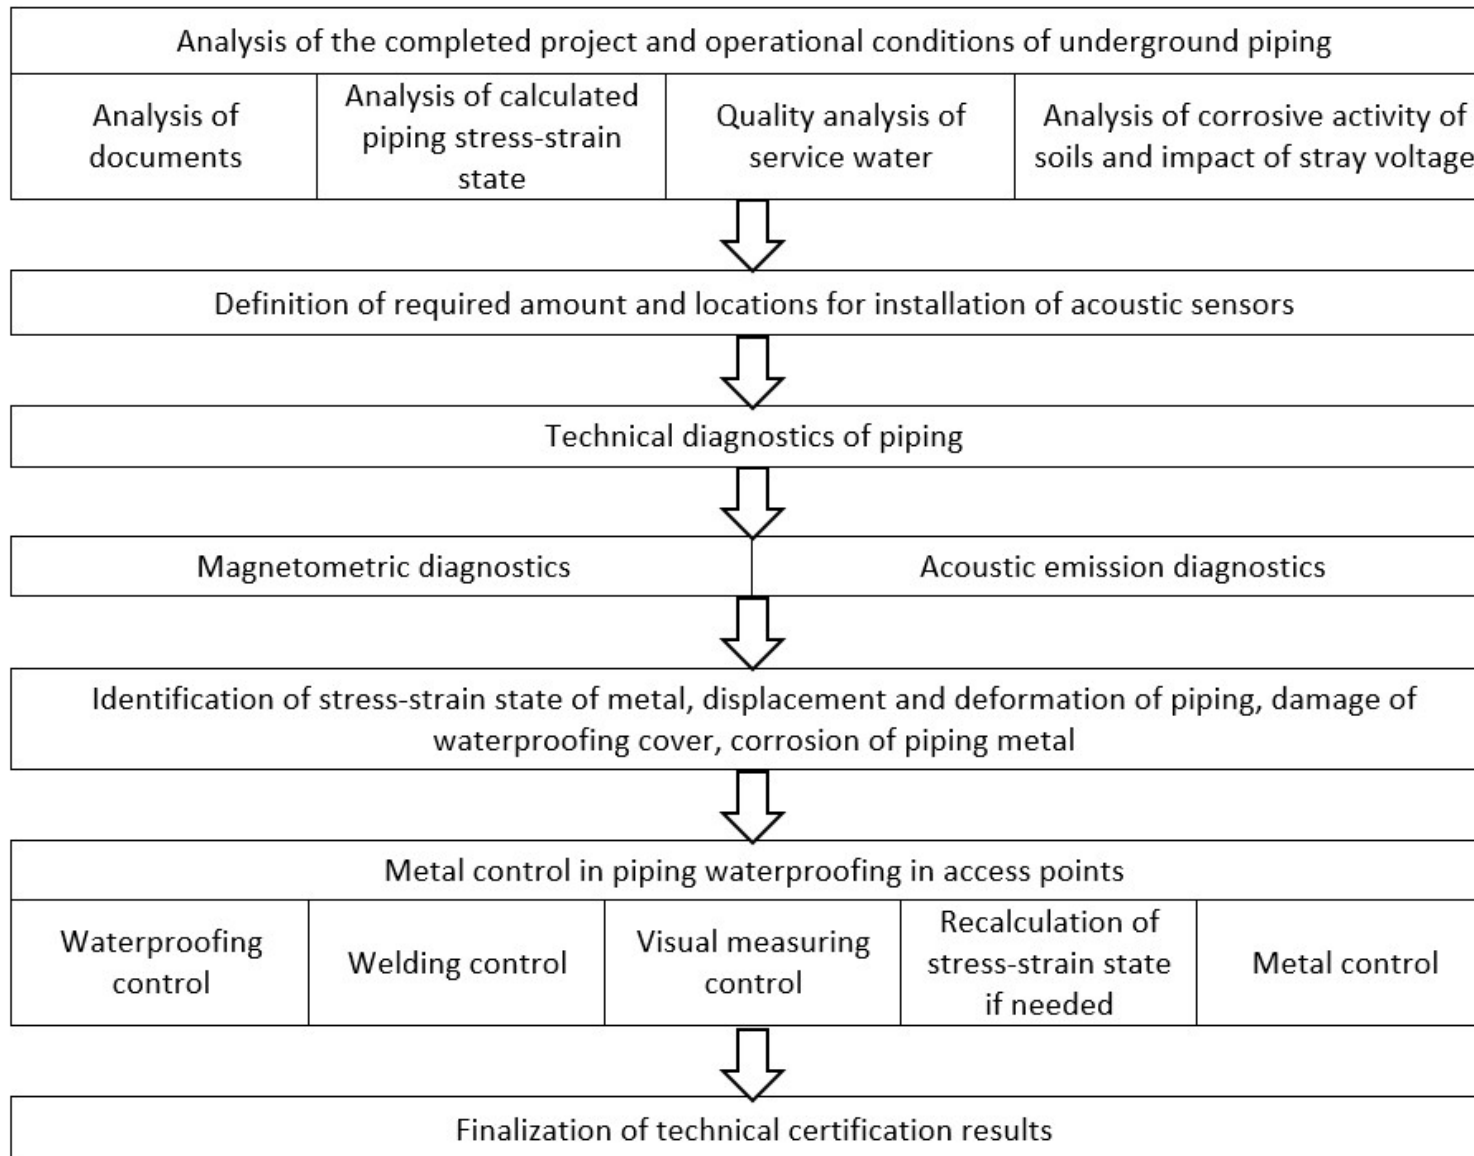 Analysis of the completed project and operational conditions of underground piping
Analysis of
documents
Analysis of calculated
piping stress-strain
state
Quality analysis of
service water
Analysis of corrosive activity of
soils and impact of stray voltage
Definition of required amount and locations for installation of acoustic sensors
Technical diagnostics of piping
Magnetometric diagnostics
Acoustic emission diagnostics
Identification of stress-strain state of metal, displacement and deformation of piping, damage of
waterproofing cover, corrosion of piping metal
Metal control in piping waterproofing in access points
Waterproofing
control
Welding control
Visual measuring
control
Recalculation of
stress-strain state
if needed
Metal control
Finalization of technical certification results